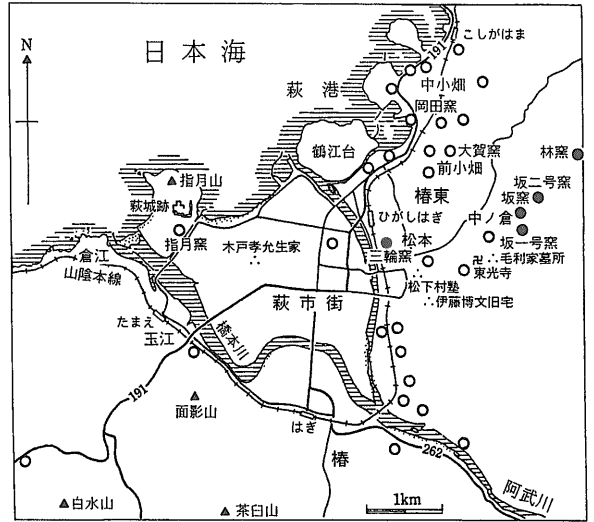 N
日本海
191
こしがはま
中小畑
萩港
岡田窯
鶴江台
大賀窯
前小畑
林窯
指月山
萩城跡
指月窯
椿東
坂二号窯
坂窯
中ノ倉
坂一号窯
ひがしはぎ
松本
三輪窯
木戸孝允生家
卍
毛利家墓所
東光寺
倉江
山陰本線
松下村塾
伊藤博文旧宅
萩市街
たまえ
玉江
橋本川
191
面影山
はぎ
椿
262
阿武川
白水山
茶臼山
1km